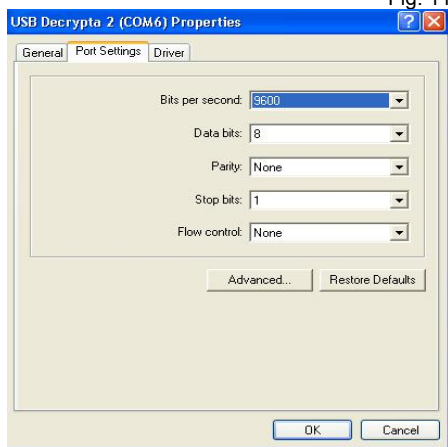 USB Decrypta 2 (COM6) Properties
General Port Settings Driver
Bits per second: 9600
Data bits: 8
Parity: None
Stop bits: 1
Flow control: None
Advanced... Restore Defaults
OK Cancel